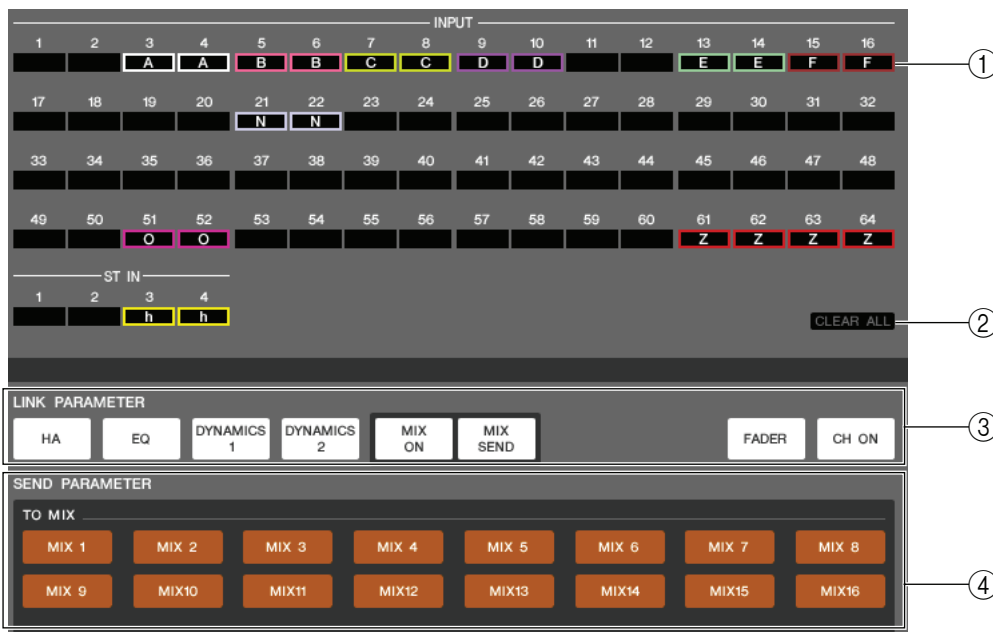 INPUT
1 2 3 4 5 6 7 8 9 10 11 12 13 14 15 16
A A B B C C D D E E F F
①
17 18 19 20 21 22 23 24 25 26 27 28 29 30 31 32
N N
33 34 35 36 37 38 39 40 41 42 43 44 45 46 47 48
49 50 51 52 53 54 55 56 57 58 59 60 61 62 63 64
O O Z Z Z Z
ST IN
1 2 3 4
h h
CLEAR ALL ②
LINK PARAMETER
HA EQ DYNAMICS 1 DYNAMICS 2 MIX ON MIX SEND FADER CH ON
③
SEND PARAMETER
TO MIX
MIX 1 MIX 2 MIX 3 MIX 4 MIX 5 MIX 6 MIX 7 MIX 8
MIX 9 MIX10 MIX11 MIX12 MIX13 MIX14 MIX15 MIX16
④